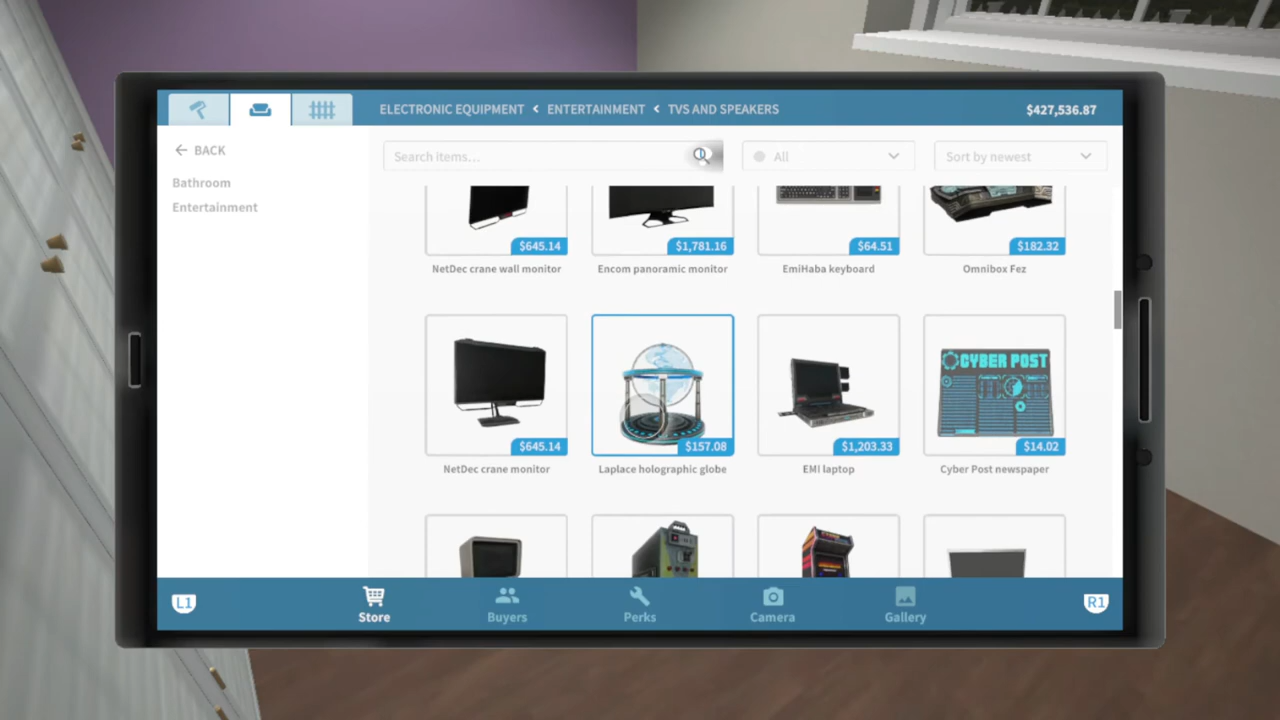 ELECTRONIC EQUIPMENT < ENTERTAINMENT < TVS AND SPEAKERS
$427,536.87
← BACK
Bathroom
Entertainment
Search items...
All
Sort by newest
$645.14
$1,781.16
$64.51
$182.32
NetDec crane wall monitor
Encom panoramic monitor
EmiHaba keyboard
Omnibox Fez
CYBER POST
$645.14
$157.08
$1,203.33
$14.02
NetDec crane monitor
Laplace holographic globe
EMI laptop
Cyber Post newspaper
L1
Store
Buyers
Perks
Camera
Gallery
R1